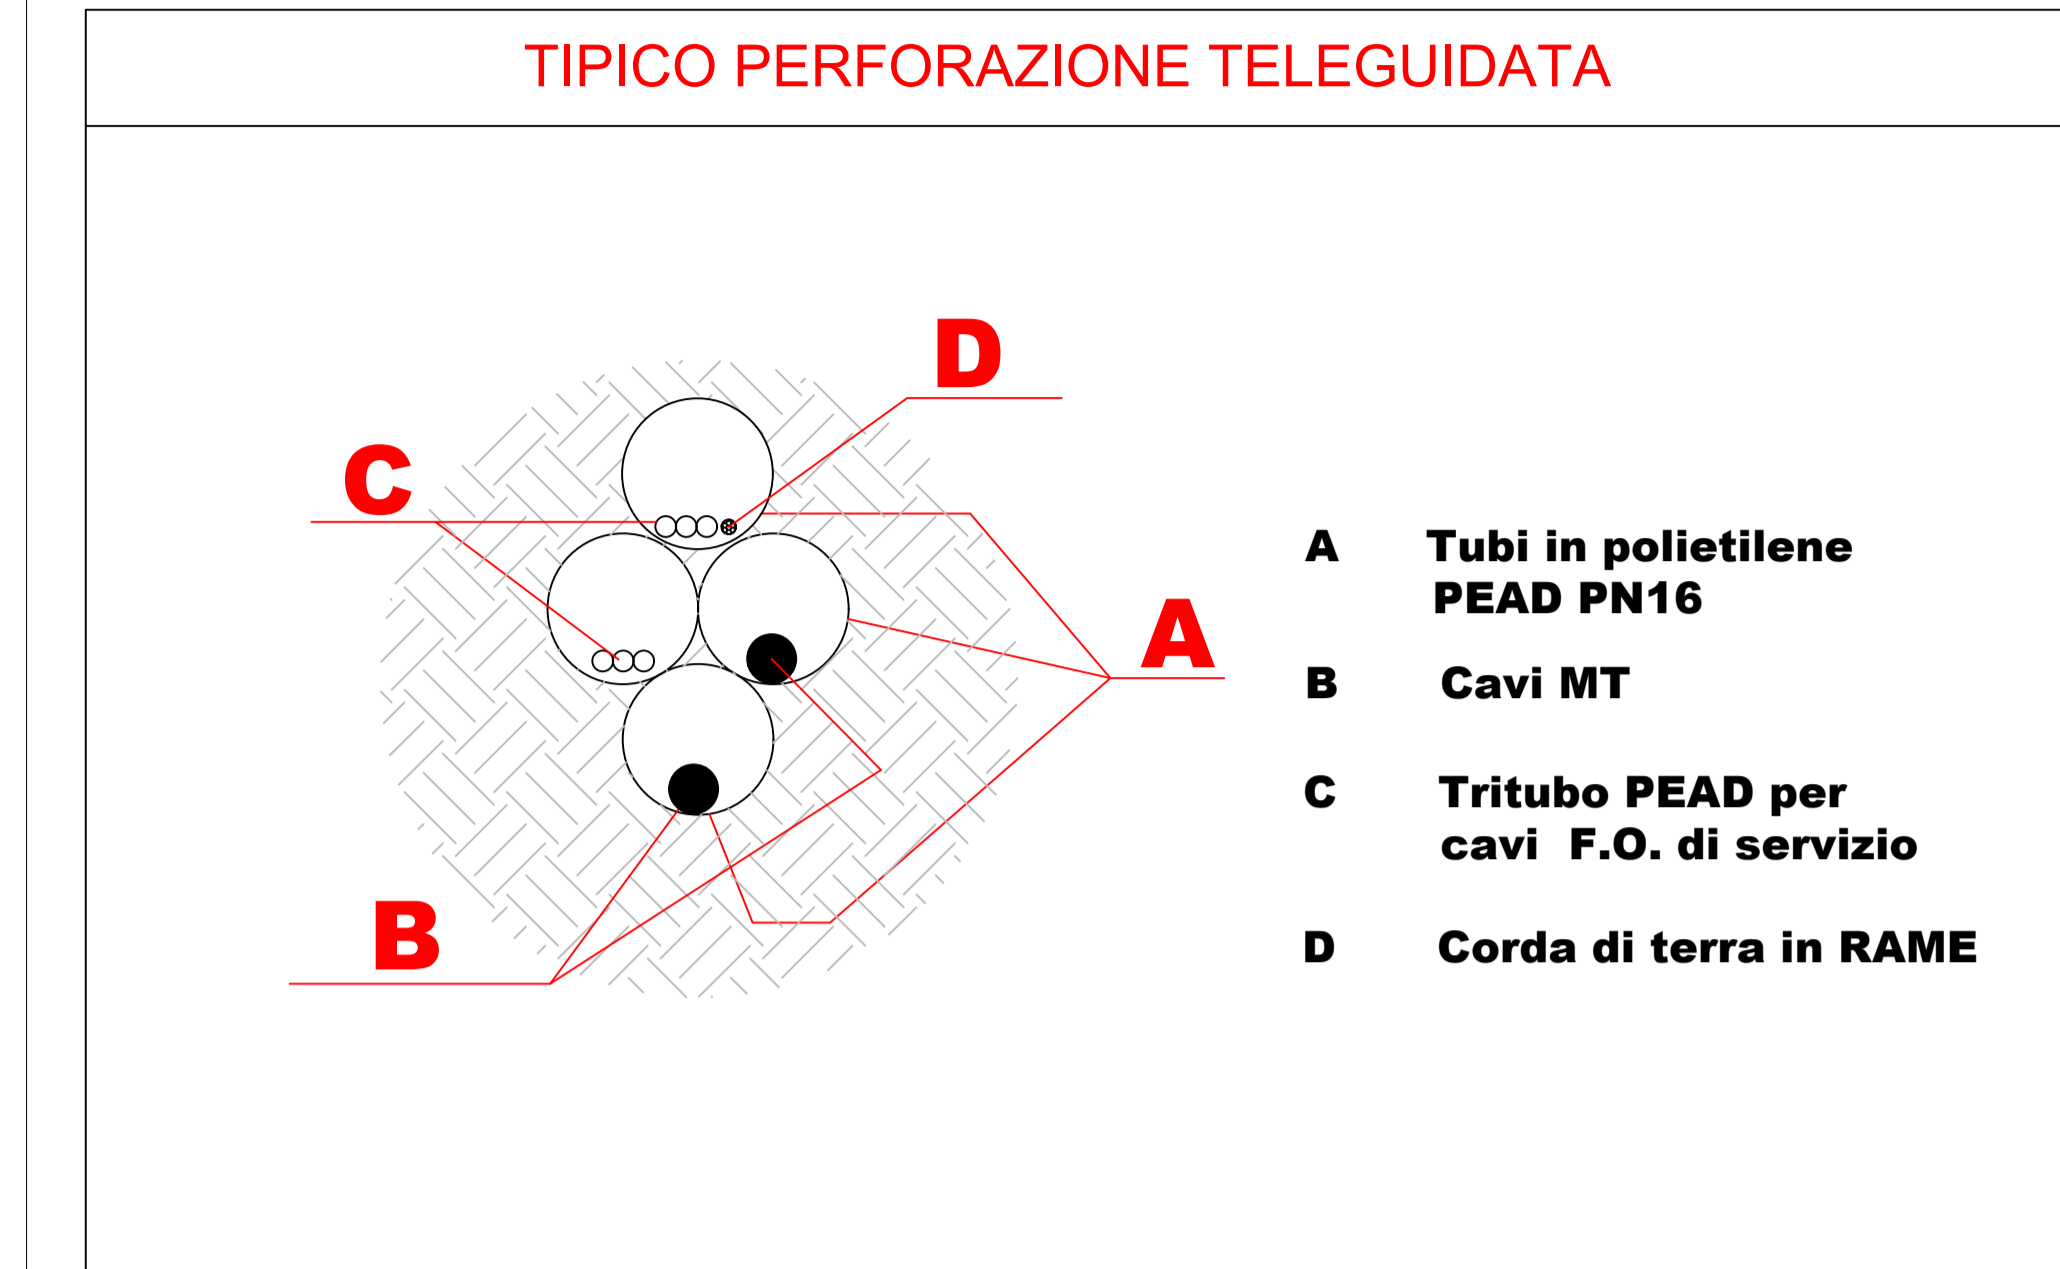 TIPICO PERFORAZIONE TELEGUIDATA
D
C
A
B
A Tubi in polietilene
PEAD PN16
B Cavi MT
C Tritubo PEAD per
cavi F.O. di servizio
D Corda di terra in RAME